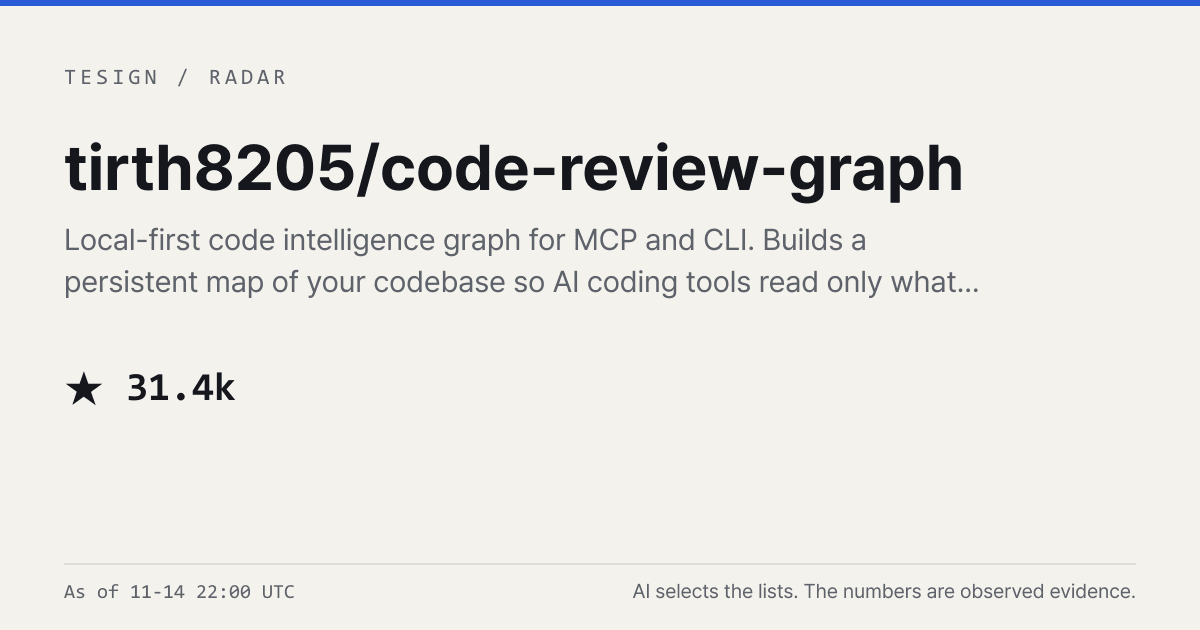 TESIGN / RADAR
tirth8205/code-review-graph
Local-first code intelligence graph for MCP and CLI. Builds a
persistent map of your codebase so AI coding tools read only what…
★ 31.4k
As of 11-14 22:00 UTC
AI selects the lists. The numbers are observed evidence.